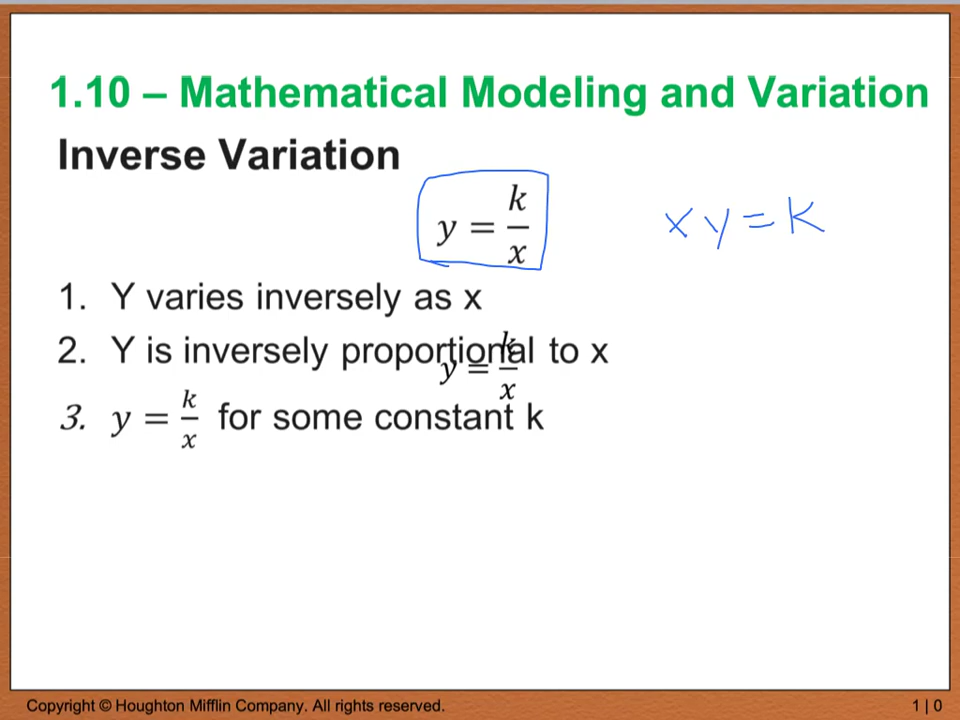 1.10 – Mathematical Modeling and Variation
Inverse Variation
y = k/x
xy = k
1. Y varies inversely as x
2. Y is inversely proportional to x
y = k/x
3. y = k/x for some constant k
Copyright © Houghton Mifflin Company. All rights reserved.
1 | 0